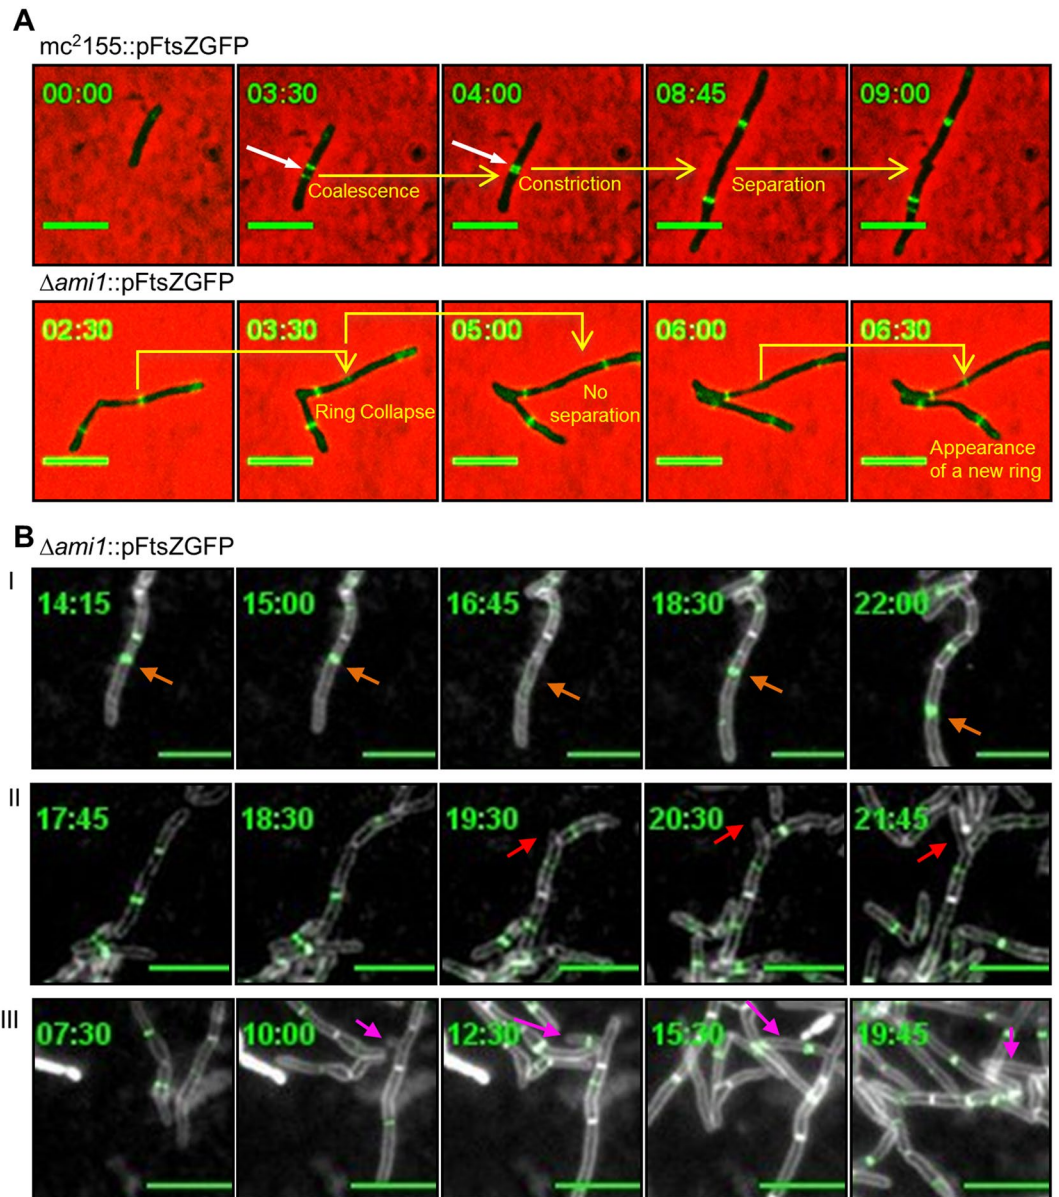 A
mc²155::pFtsZGFP
00:00
03:30
04:00
08:45
09:00
Coalescence
Constriction
Separation
Δami1::pFtsZGFP
02:30
03:30
05:00
06:00
06:30
Ring Collapse
No
separation
Appearance
of a new ring
B
Δami1::pFtsZGFP
I
14:15
15:00
16:45
18:30
22:00
II
17:45
18:30
19:30
20:30
21:45
III
07:30
10:00
12:30
15:30
19:45